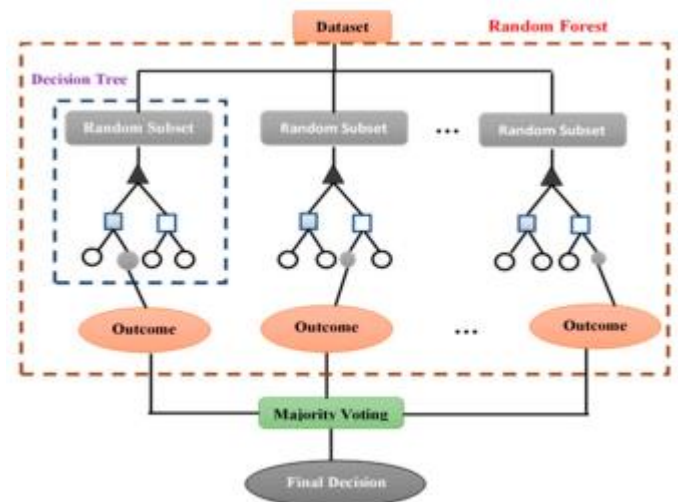 Dataset
Random Forest
Decision Tree
Random Subset
Random Subset
...
Random Subset
Outcome
Outcome
...
Outcome
Majority Voting
Final Decision